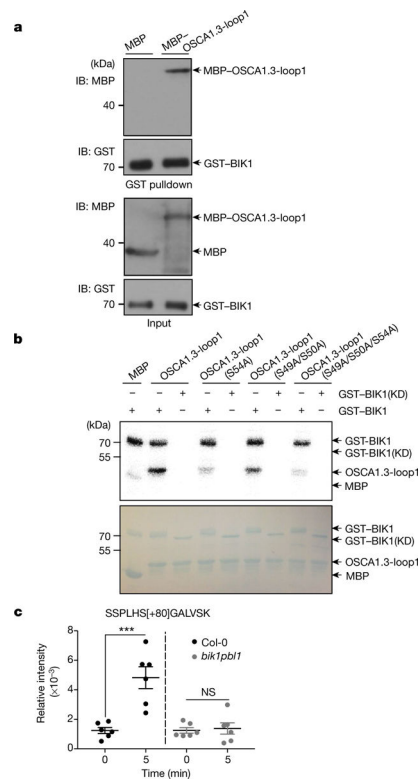 a
MBP
MBP–
OSCA1.3-loop1
(kDa)
IB: MBP
MBP–OSCA1.3-loop1
40
IB: GST
70
GST–BIK1
GST pulldown
IB: MBP
MBP–OSCA1.3-loop1
40
MBP
IB: GST
70
GST–BIK1
Input
b
MBP
OSCA1.3-loop1
OSCA1.3-loop1
(S54A)
OSCA1.3-loop1
(S49A/S50A)
OSCA1.3-loop1
(S49A/S50A/S54A)
– – + – + – + – + GST–BIK1(KD)
+ + – + – + – + – GST–BIK1
(kDa)
70
55
GST–BIK1
GST–BIK1(KD)
OSCA1.3-loop1
MBP
70
55
GST–BIK1
GST–BIK1(KD)
OSCA1.3-loop1
MBP
c
SSPLHS[+80]GALVSK
Relative intensity
(×10⁻³)
8
6
4
2
0
***
NS
Col-0
bik1pbl1
0 5 0 5
Time (min)